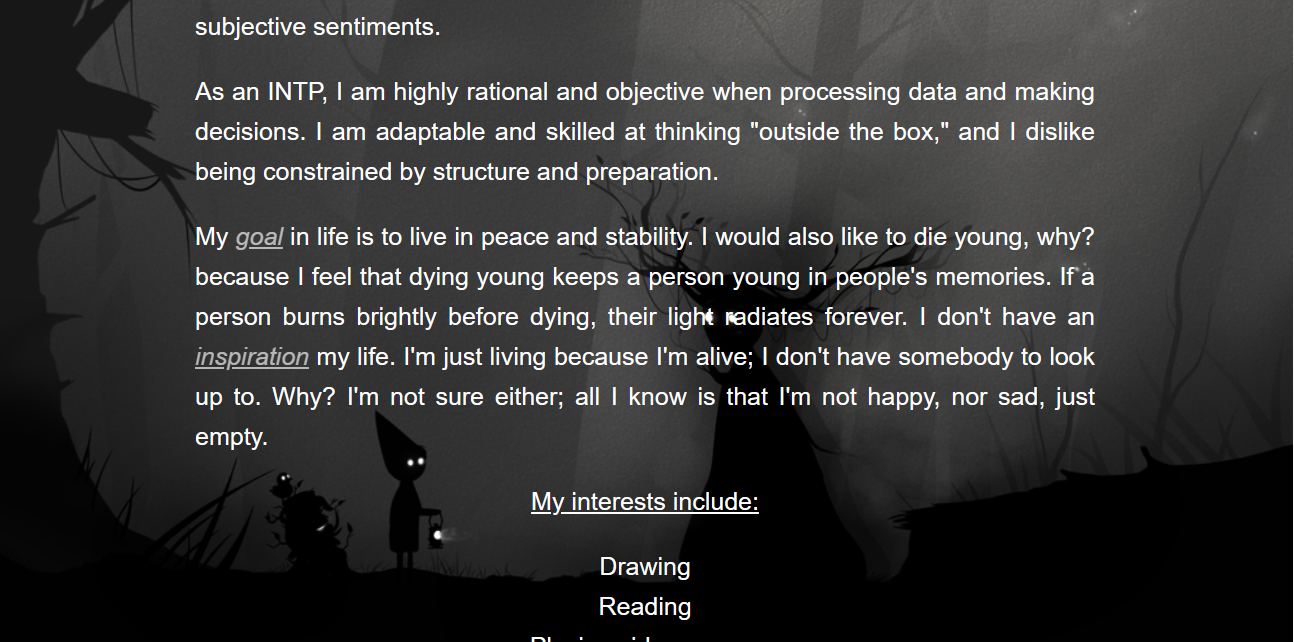 subjective sentiments.
As an INTP, I am highly rational and objective when processing data and making
decisions. I am adaptable and skilled at thinking "outside the box," and I dislike
being constrained by structure and preparation.
My goal in life is to live in peace and stability. I would also like to die young, why?
because I feel that dying young keeps a person young in people's memories. If a
person burns brightly before dying, their light radiates forever. I don't have an
inspiration my life. I'm just living because I'm alive; I don't have somebody to look
up to. Why? I'm not sure either; all I know is that I'm not happy, nor sad, just
empty.
My interests include:
Drawing
Reading